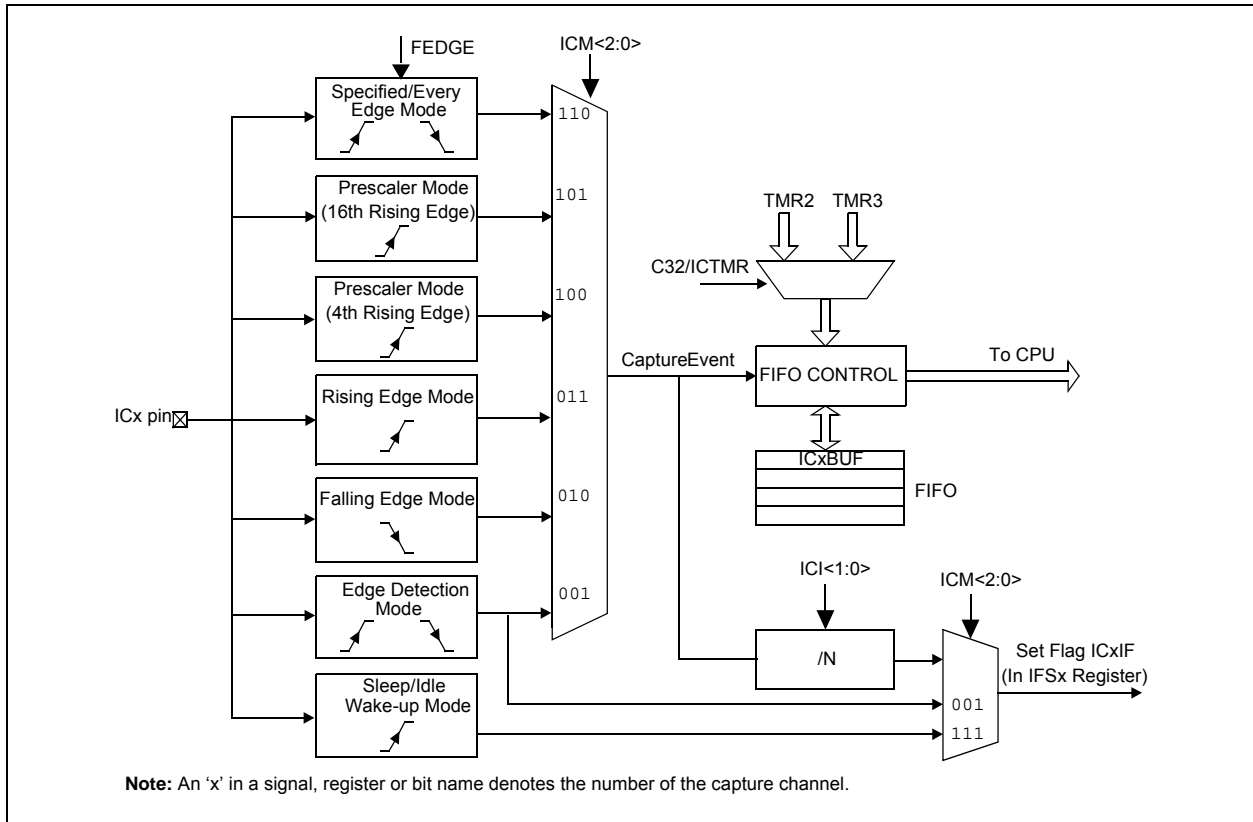 FEDGE
ICM<2:0>
Specified/Every
Edge Mode
110
Prescaler Mode
(16th Rising Edge)
101
TMR2
TMR3
C32/ICTMR
Prescaler Mode
(4th Rising Edge)
100
CaptureEvent
FIFO CONTROL
To CPU
ICx pin
Rising Edge Mode
011
ICxBUF
FIFO
Falling Edge Mode
010
Edge Detection
Mode
001
ICI<1:0>
ICM<2:0>
/N
Set Flag ICxIF
(In IFSx Register)
Sleep/Idle
Wake-up Mode
001
111
Note: An ‘x’ in a signal, register or bit name denotes the number of the capture channel.